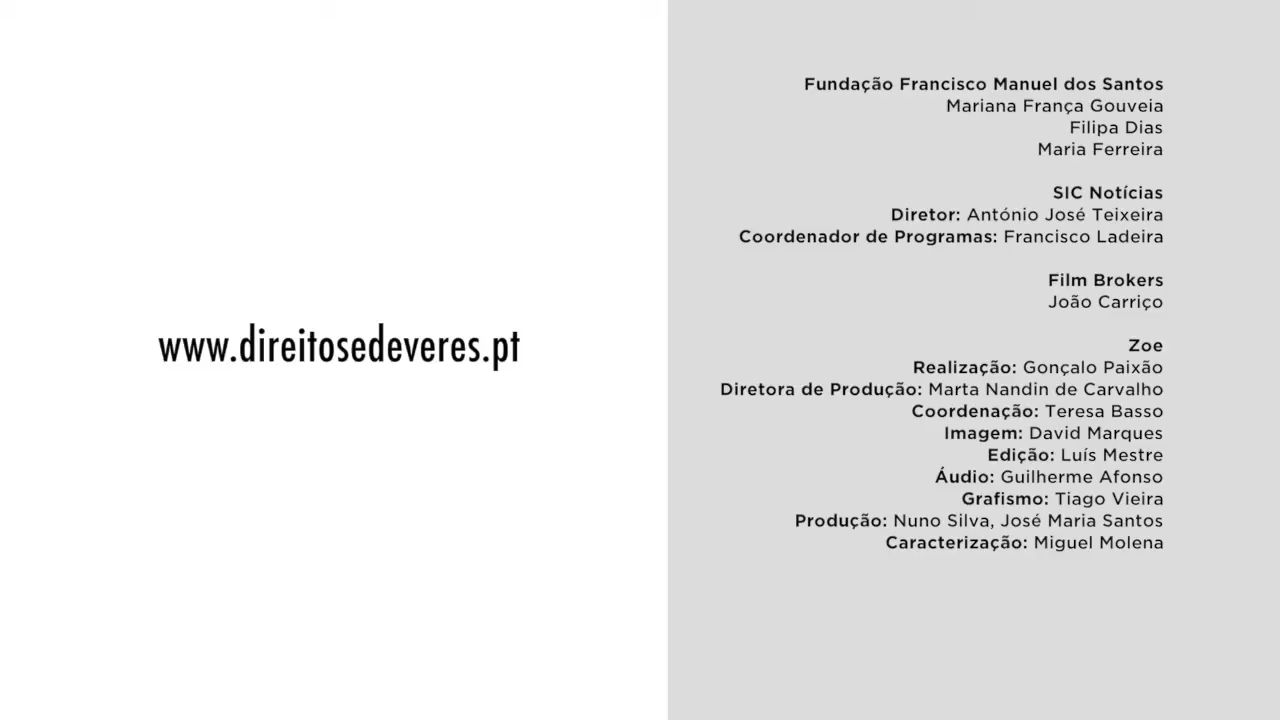 www.direitosedeveres.pt
Fundação Francisco Manuel dos Santos
Mariana França Gouveia
Filipa Dias
Maria Ferreira
SIC Notícias
Diretor: António José Teixeira
Coordenador de Programas: Francisco Ladeira
Film Brokers
João Carriço
Zoe
Realização: Gonçalo Paixão
Diretora de Produção: Marta Nandin de Carvalho
Coordenação: Teresa Basso
Imagem: David Marques
Edição: Luís Mestre
Áudio: Guilherme Afonso
Grafismo: Tiago Vieira
Produção: Nuno Silva, José Maria Santos
Caracterização: Miguel Molena